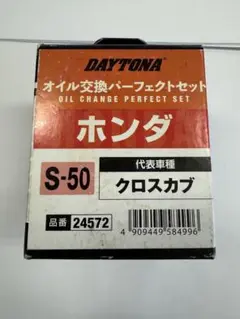 DAYTONA
オイル交換パーフェクトセット
OIL CHANGE PERFECT SET
ホンダ
S-50
代表車種
クロスカブ
品番 24572
4 909449 584996